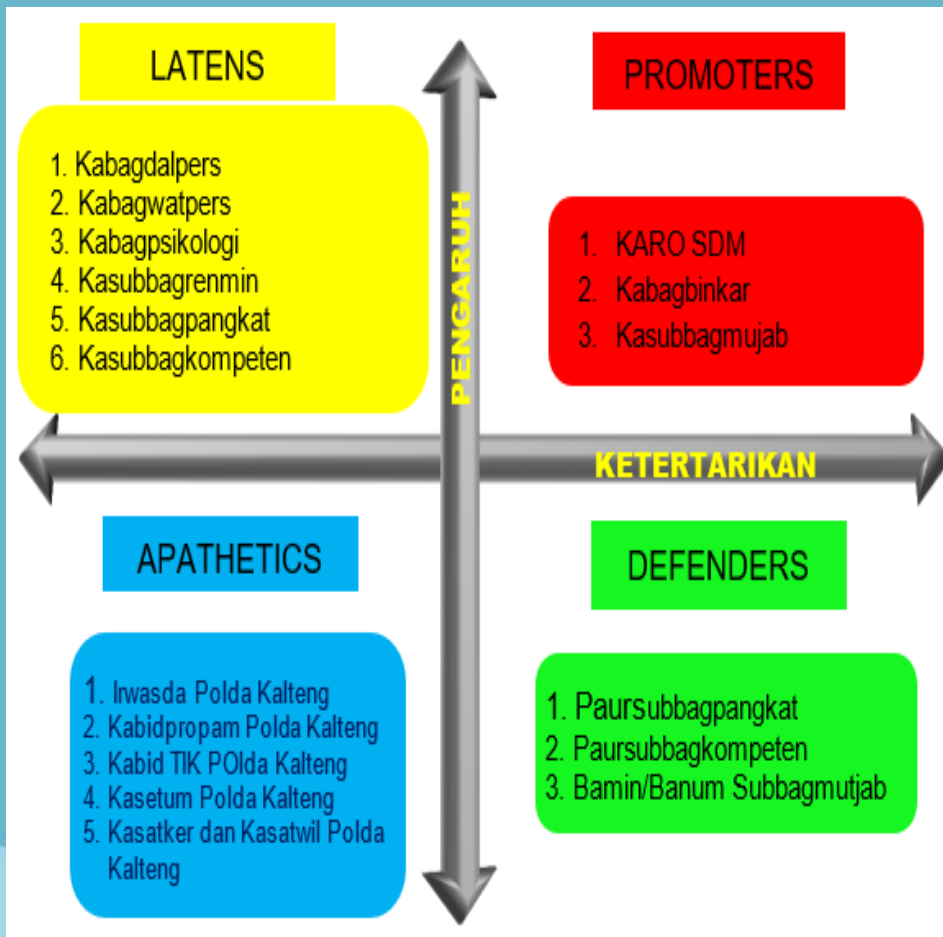 LATENS
1. Kabagdalpers
2. Kabagwatpers
3. Kabagpsikologi
4. Kasubbagrenmin
5. Kasubbagpangkat
6. Kasubbagkompeten
PROMOTERS
1. KARO SDM
2. Kabagbinkar
3. Kasubbagmujab
PENGARUH
KETERTARIKAN
APATHETICS
1. Irwasda Polda Kalteng
2. Kabidpropam Polda Kalteng
3. Kabid TIK POlda Kalteng
4. Kasetum Polda Kalteng
5. Kasatker dan Kasatwil Polda
Kalteng
DEFENDERS
1. Paursubbagpangkat
2. Paursubbagkompeten
3. Bamin/Banum Subbagmutjab